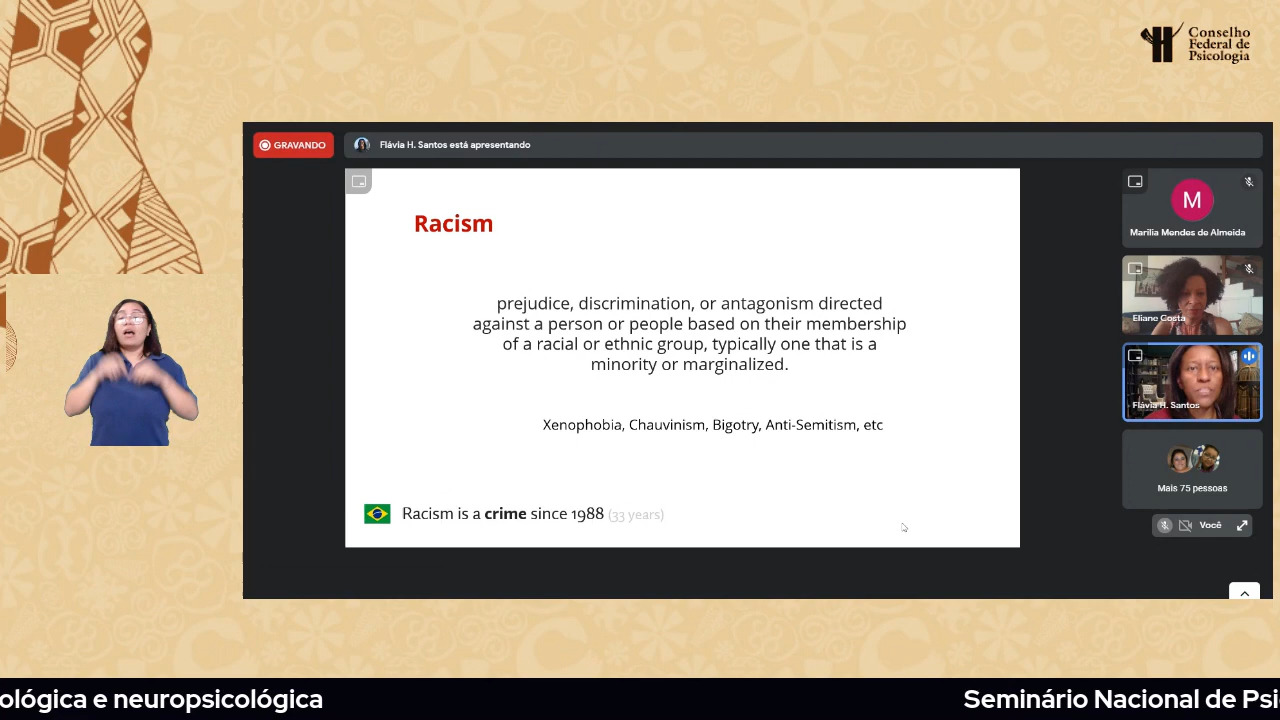 Conselho
Federal de
Psicologia
GRAVANDO
Flávia H. Santos está apresentando
Racism
prejudice, discrimination, or antagonism directed
against a person or people based on their membership
of a racial or ethnic group, typically one that is a
minority or marginalized.
Xenophobia, Chauvinism, Bigotry, Anti-Semitism, etc
Racism is a crime since 1988 (33 years)
M
Marília Mendes de Almeida
Eliane Costa
Flávia H. Santos
Mais 75 pessoas
Você
ológica e neuropsicológica
Seminário Nacional de Psi